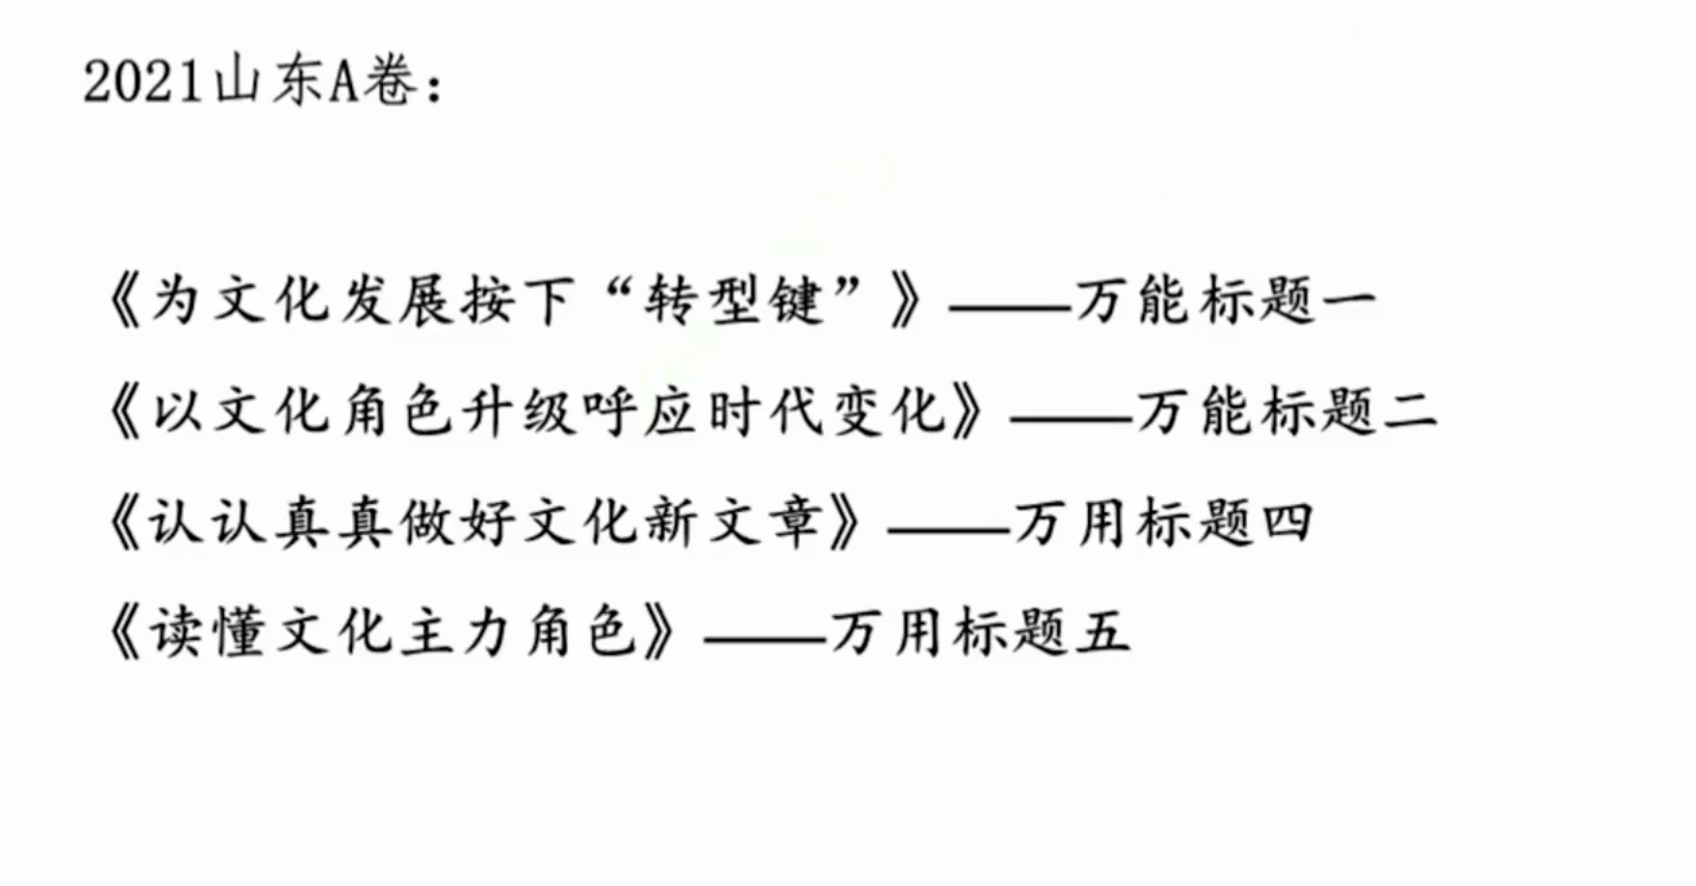 2021山东A卷：
《为文化发展按下“转型键”》——万能标题一
《以文化角色升级呼应时代变化》——万能标题二
《认认真真做好文化新文章》——万用标题四
《读懂文化主力角色》——万用标题五